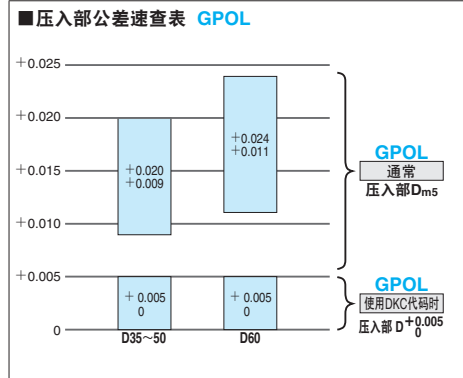 ■压入部公差速查表 GPOL
+0.025
+0.020
+0.015
+0.010
+0.005
0
+0.020
+0.009
+0.024
+0.011
+0.005
0
+0.005
0
D35～50
D60
GPOL
通常
压入部Dm5
GPOL
使用DKC代码时
压入部 D+0.005
0